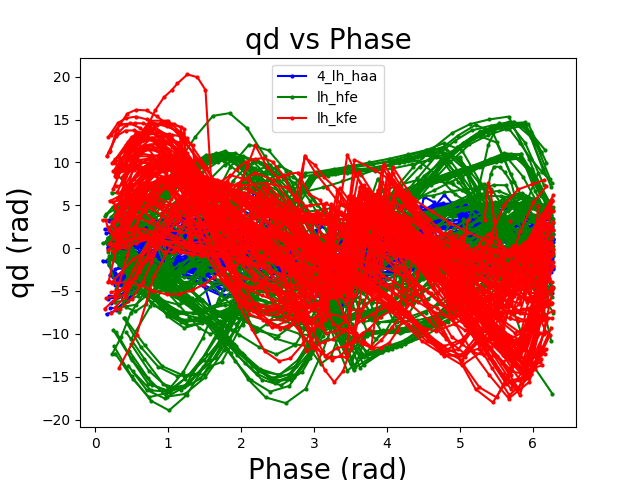 qd vs Phase
4_lh_haa
lh_hfe
lh_kfe
qd (rad)
20
15
10
5
0
−5
−10
−15
−20
0 1 2 3 4 5 6
Phase (rad)